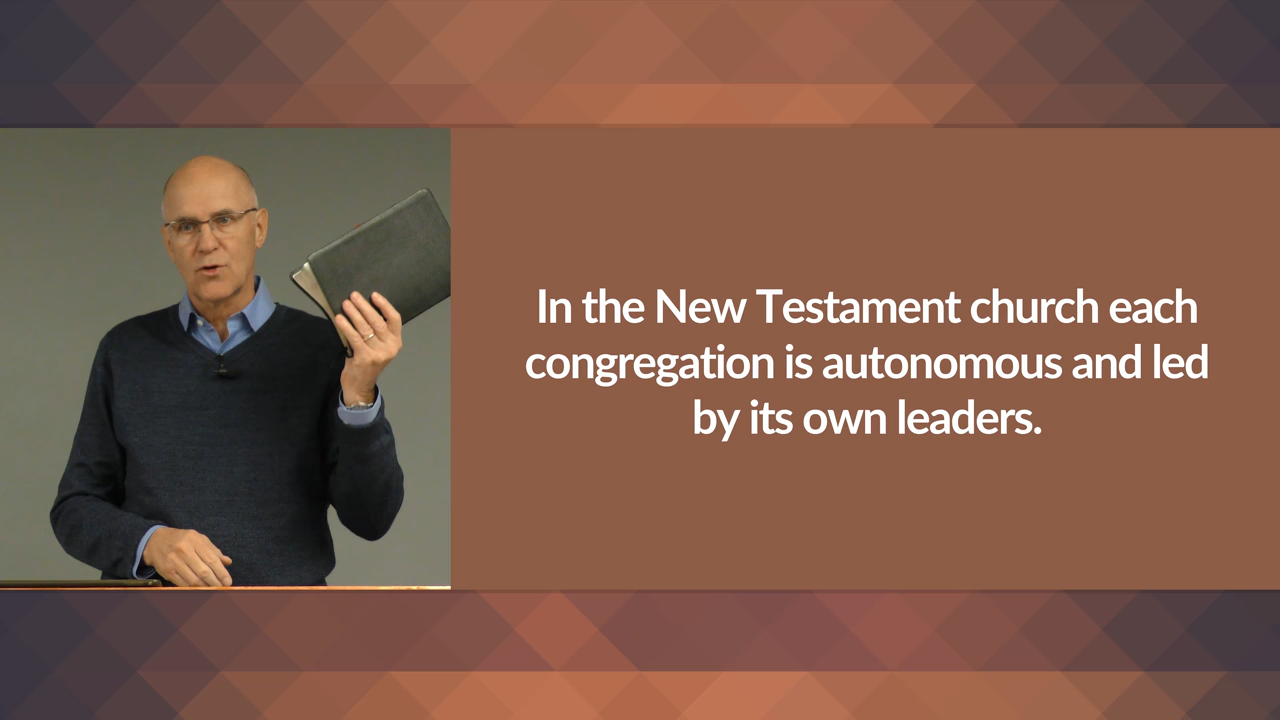 In the New Testament church each
congregation is autonomous and led
by its own leaders.